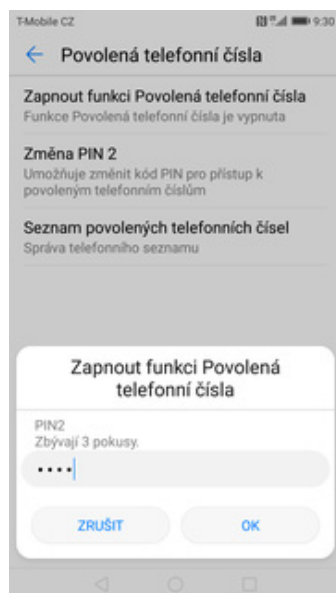 T-Mobile CZ 9:30
Povolená telefonní čísla
Zapnout funkci Povolená telefonní čísla
Funkce Povolená telefonní čísla je vypnuta
Změna PIN 2
Umožňuje změnit kód PIN pro přístup k
povoleným telefonním číslům
Seznam povolených telefonních čísel
Správa telefonního seznamu
Zapnout funkci Povolená
telefonní čísla
PIN2
Zbývají 3 pokusy.
••••
ZRUŠIT OK